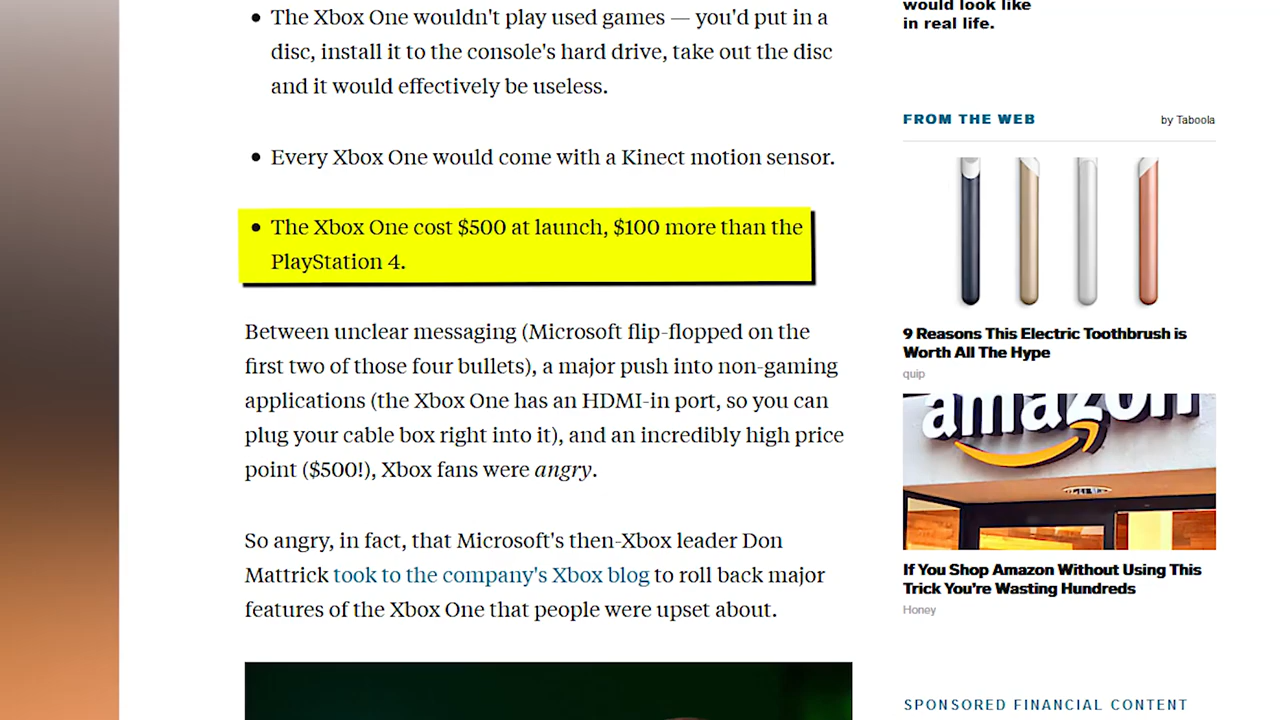 The Xbox One wouldn't play used games — you'd put in a
disc, install it to the console's hard drive, take out the disc
and it would effectively be useless.
Every Xbox One would come with a Kinect motion sensor.
The Xbox One cost $500 at launch, $100 more than the
PlayStation 4.
Between unclear messaging (Microsoft flip-flopped on the
first two of those four bullets), a major push into non-gaming
applications (the Xbox One has an HDMI-in port, so you can
plug your cable box right into it), and an incredibly high price
point ($500!), Xbox fans were angry.
So angry, in fact, that Microsoft's then-Xbox leader Don
Mattrick took to the company's Xbox blog to roll back major
features of the Xbox One that people were upset about.
would look like
in real life.
FROM THE WEB
by Taboola
9 Reasons This Electric Toothbrush is
Worth All The Hype
quip
amazon
If You Shop Amazon Without Using This
Trick You're Wasting Hundreds
Honey
SPONSORED FINANCIAL CONTENT